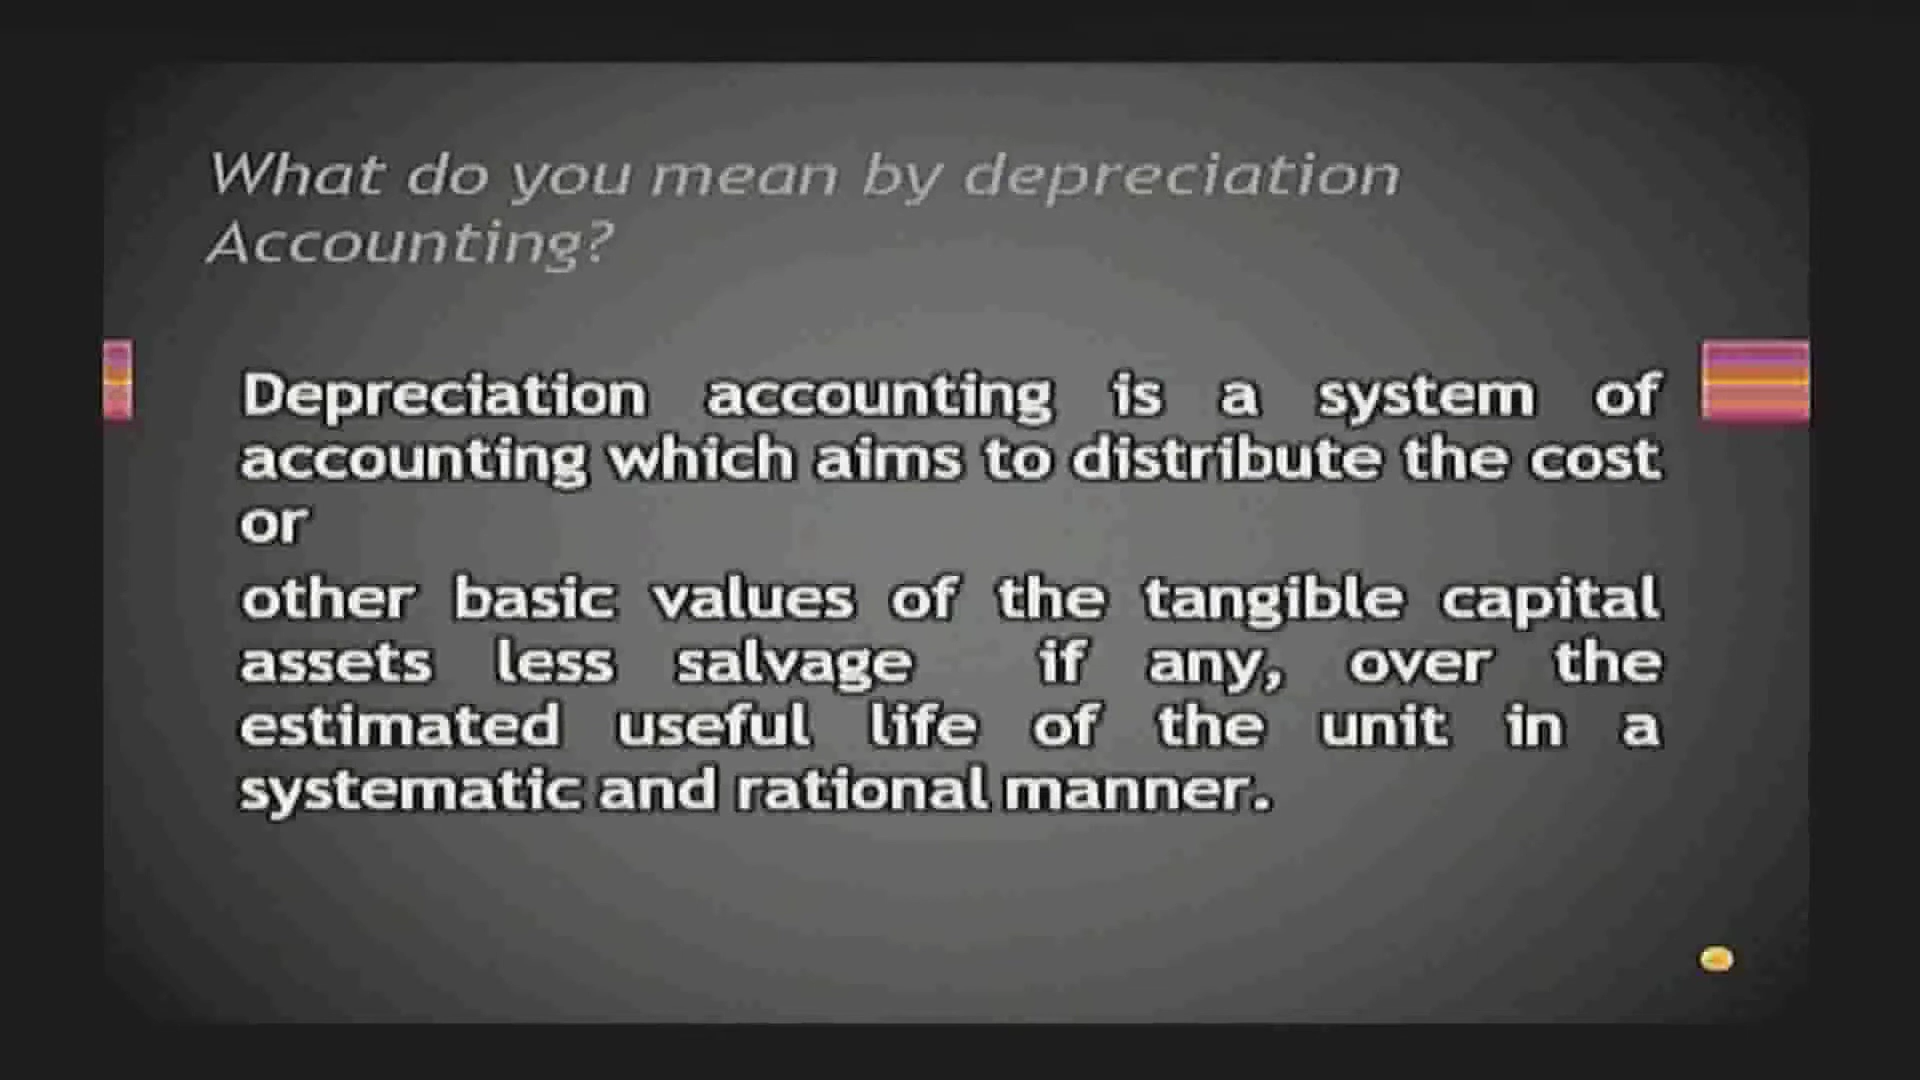 What do you mean by depreciation
Accounting?
Depreciation accounting is a system of
accounting which aims to distribute the cost
or
other basic values of the tangible capital
assets less salvage if any, over the
estimated useful life of the unit in a
systematic and rational manner.